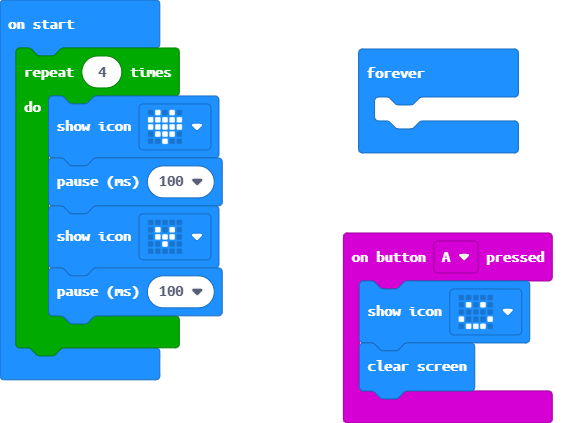 on start
repeat 4 times
do
show icon
pause (ms) 100
show icon
pause (ms) 100
forever
on button A pressed
show icon
clear screen